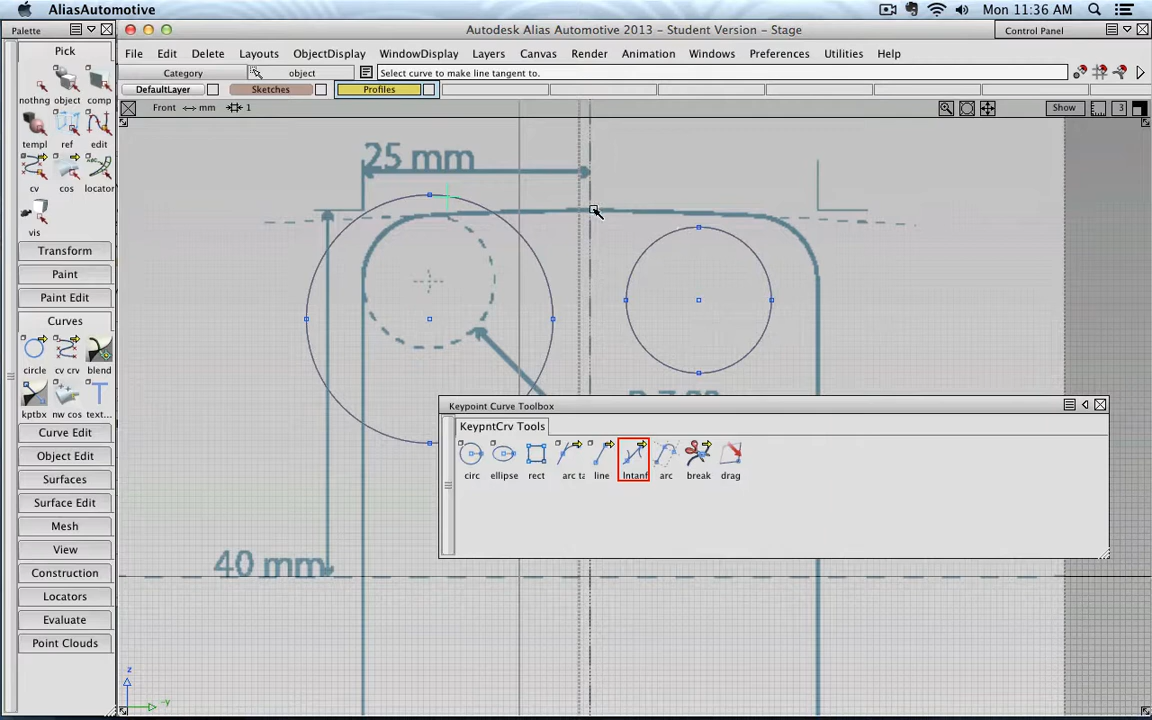 AliasAutomotive
Mon 11:36 AM
Palette
Autodesk Alias Automotive 2013 - Student Version - Stage
Control Panel
File Edit Delete Layouts ObjectDisplay WindowDisplay Layers Canvas Render Animation Windows Preferences Utilities Help
Category object Select curve to make line tangent to.
DefaultLayer Sketches Profiles
Front mm 1
Show 3
Pick
nothng object comp
templ ref edit
cv cos locator
vis
Transform
Paint
Paint Edit
Curves
circle cv crv blend
kptbx nw cos text...
Curve Edit
Object Edit
Surfaces
Surface Edit
Mesh
View
Construction
Locators
Evaluate
Point Clouds
25 mm
40 mm
Keypoint Curve Toolbox
KeypntCrv Tools
circ ellipse rect arc ta line lntanf arc break drag
z
-y